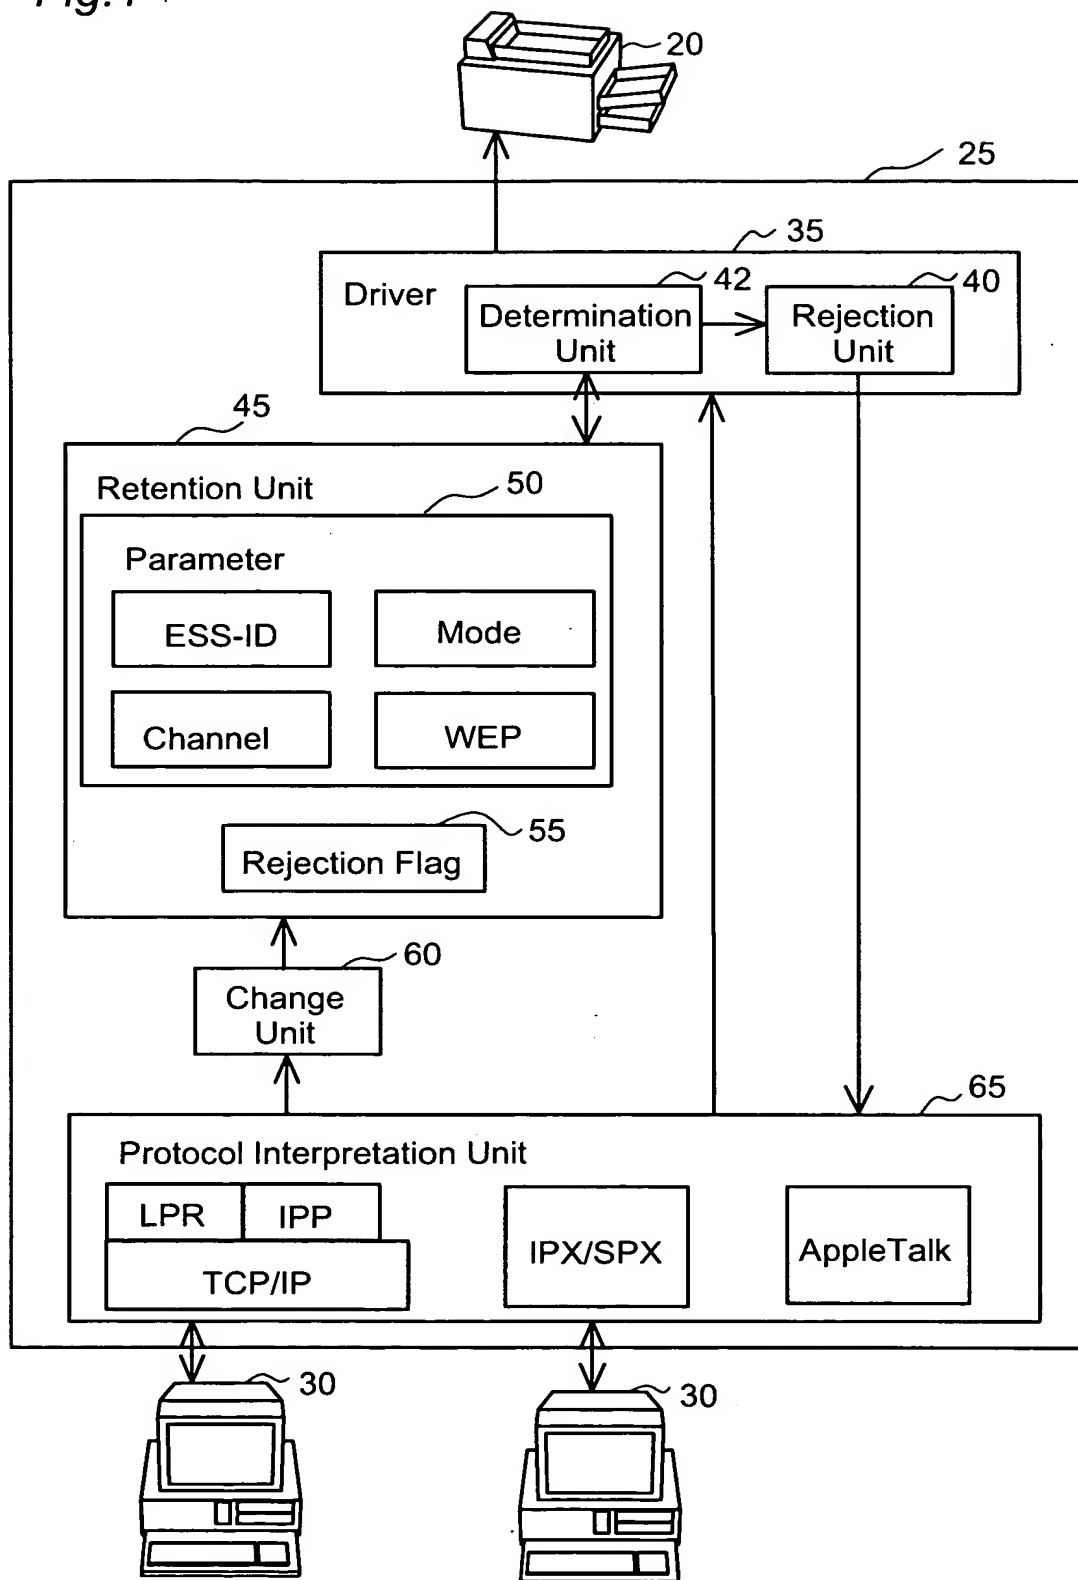 Fig.1
20
25
35
Driver
42
40
Determination
Unit
Rejection
Unit
45
Retention Unit
50
Parameter
ESS-ID
Mode
Channel
WEP
55
Rejection Flag
60
Change
Unit
65
Protocol Interpretation Unit
LPR
IPP
TCP/IP
IPX/SPX
AppleTalk
30
30